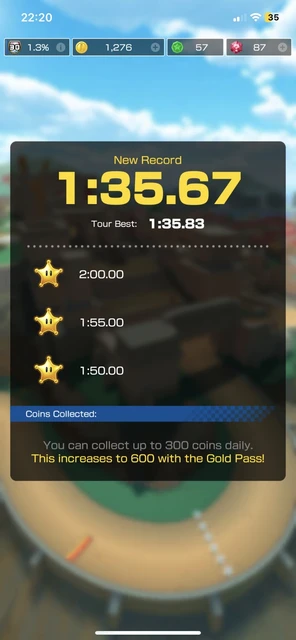 22:20
35
30 1.3% 1,276 57 87
New Record
1:35.67
Tour Best: 1:35.83
2:00.00
1:55.00
1:50.00
Coins Collected:
You can collect up to 300 coins daily.
This increases to 600 with the Gold Pass!